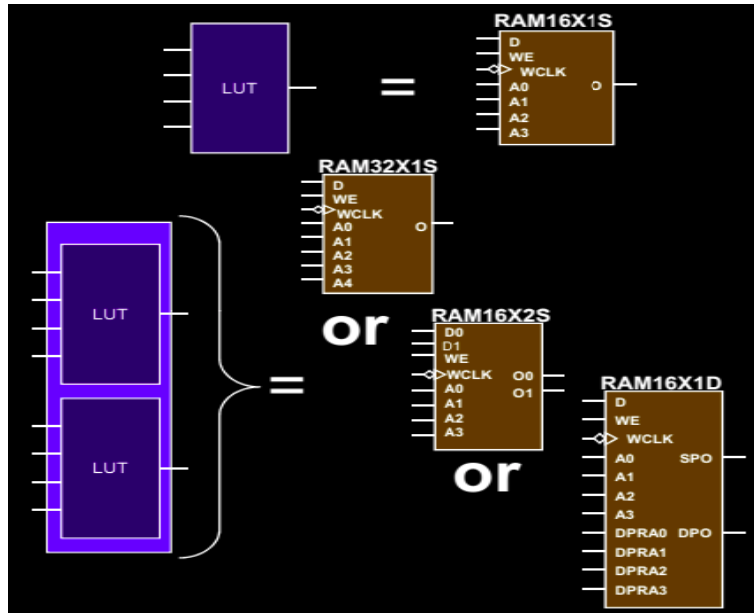 RAM16X1S
D
WE
WCLK
A0
O
A1
A2
A3
LUT
=
RAM32X1S
D
WE
WCLK
A0
O
A1
A2
A3
A4
LUT
LUT
=
or
RAM16X2S
D0
D1
WE
WCLK
O0
A0
O1
A1
A2
A3
or
RAM16X1D
D
WE
WCLK
A0
SPO
A1
A2
A3
DPRA0
DPO
DPRA1
DPRA2
DPRA3